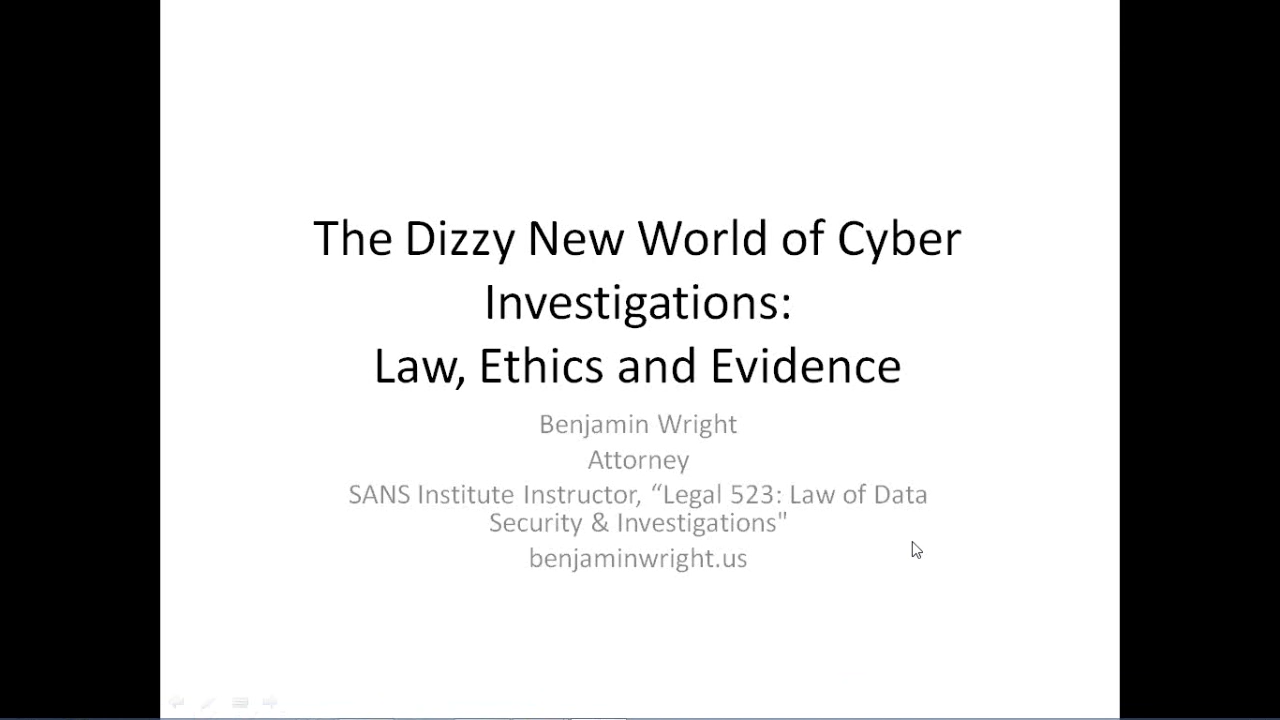 The Dizzy New World of Cyber
Investigations:
Law, Ethics and Evidence
Benjamin Wright
Attorney
SANS Institute Instructor, “Legal 523: Law of Data
Security & Investigations"
benjaminwright.us